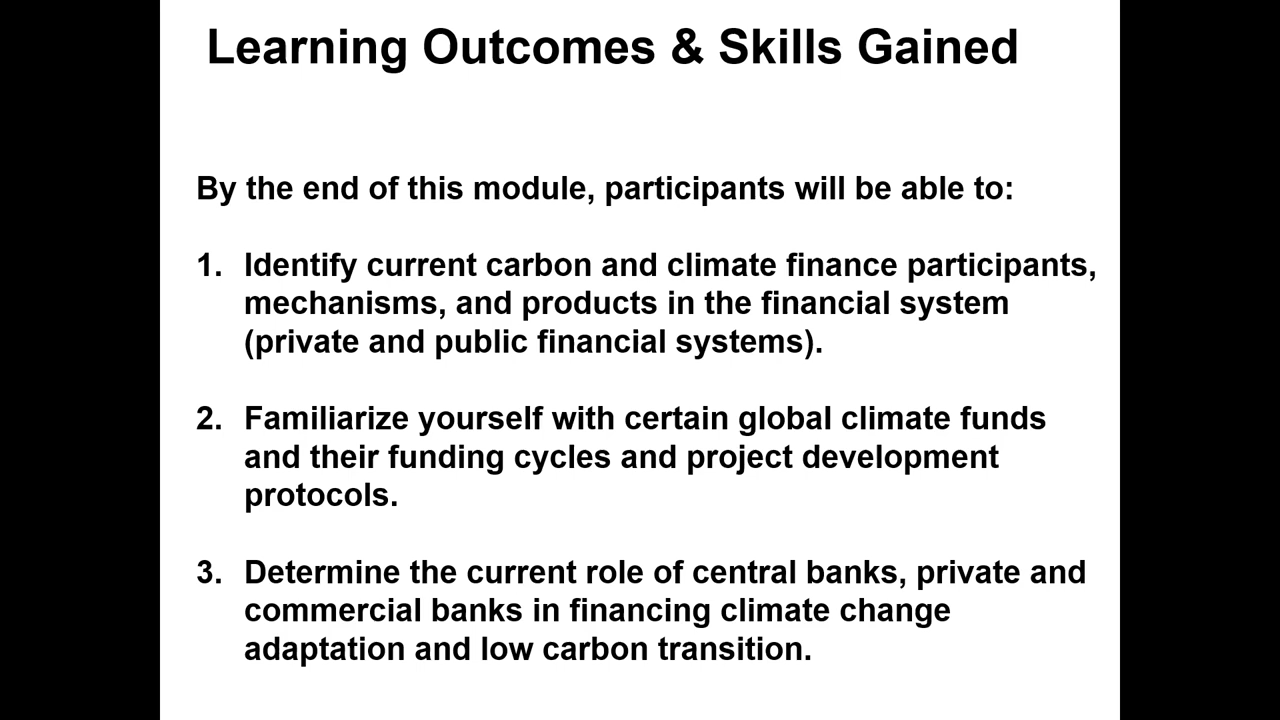 Learning Outcomes & Skills Gained
By the end of this module, participants will be able to:
1. Identify current carbon and climate finance participants,
mechanisms, and products in the financial system
(private and public financial systems).
2. Familiarize yourself with certain global climate funds
and their funding cycles and project development
protocols.
3. Determine the current role of central banks, private and
commercial banks in financing climate change
adaptation and low carbon transition.